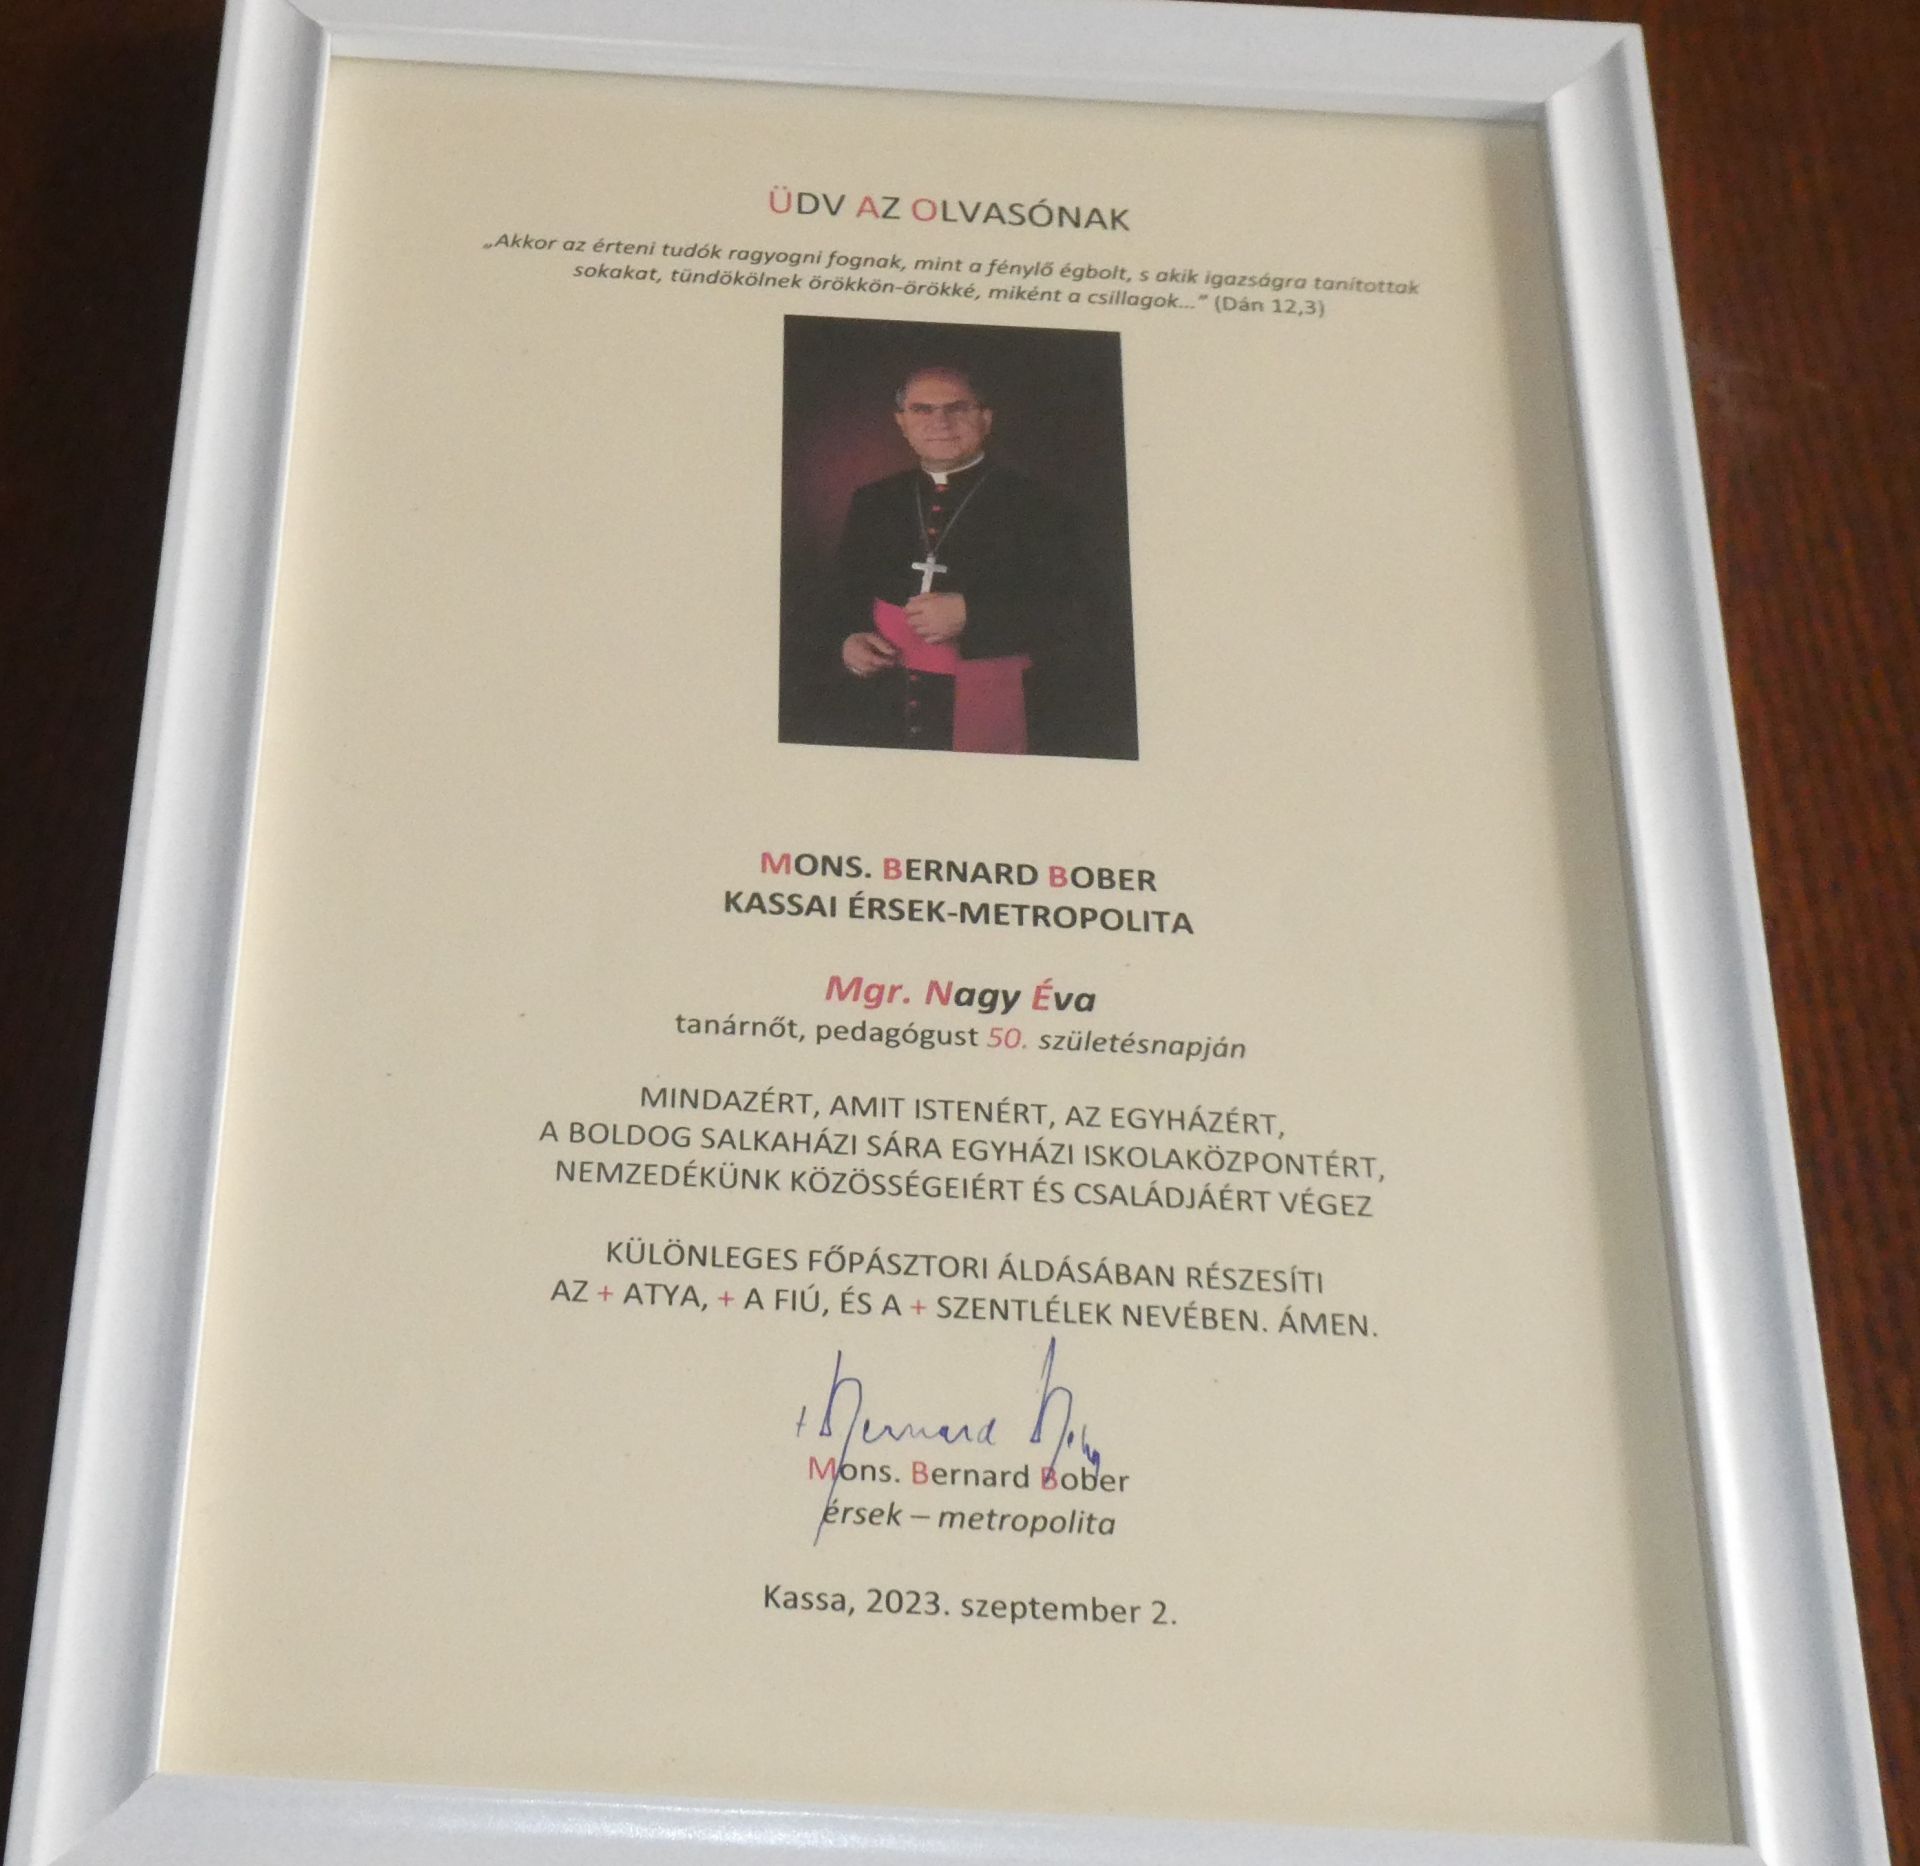 ÜDV AZ OLVASÓNAK
„Akkor az érteni tudók ragyogni fognak, mint a fénylő égbolt, s akik igazságra tanítottak
sokakat, tündökölnek örökkön-örökké, miként a csillagok...” (Dán 12,3)
MONS. BERNARD BOBER
KASSAI ÉRSEK-METROPOLITA
Mgr. Nagy Éva
tanárnőt, pedagógust 50. születésnapján
MINDAZÉRT, AMIT ISTENÉRT, AZ EGYHÁZÉRT,
A BOLDOG SALKAHÁZI SÁRA EGYHÁZI ISKOLAKÖZPONTÉRT,
NEMZEDÉKÜNK KÖZÖSSÉGEIÉRT ÉS CSALÁDJÁÉRT VÉGEZ
KÜLÖNLEGES FŐPÁSZTORI ÁLDÁSÁBAN RÉSZESÍTI
AZ + ATYA, + A FIÚ, ÉS A + SZENTLÉLEK NEVÉBEN. ÁMEN.
+ Bernard Bober
Mons. Bernard Bober
érsek – metropolita
Kassa, 2023. szeptember 2.